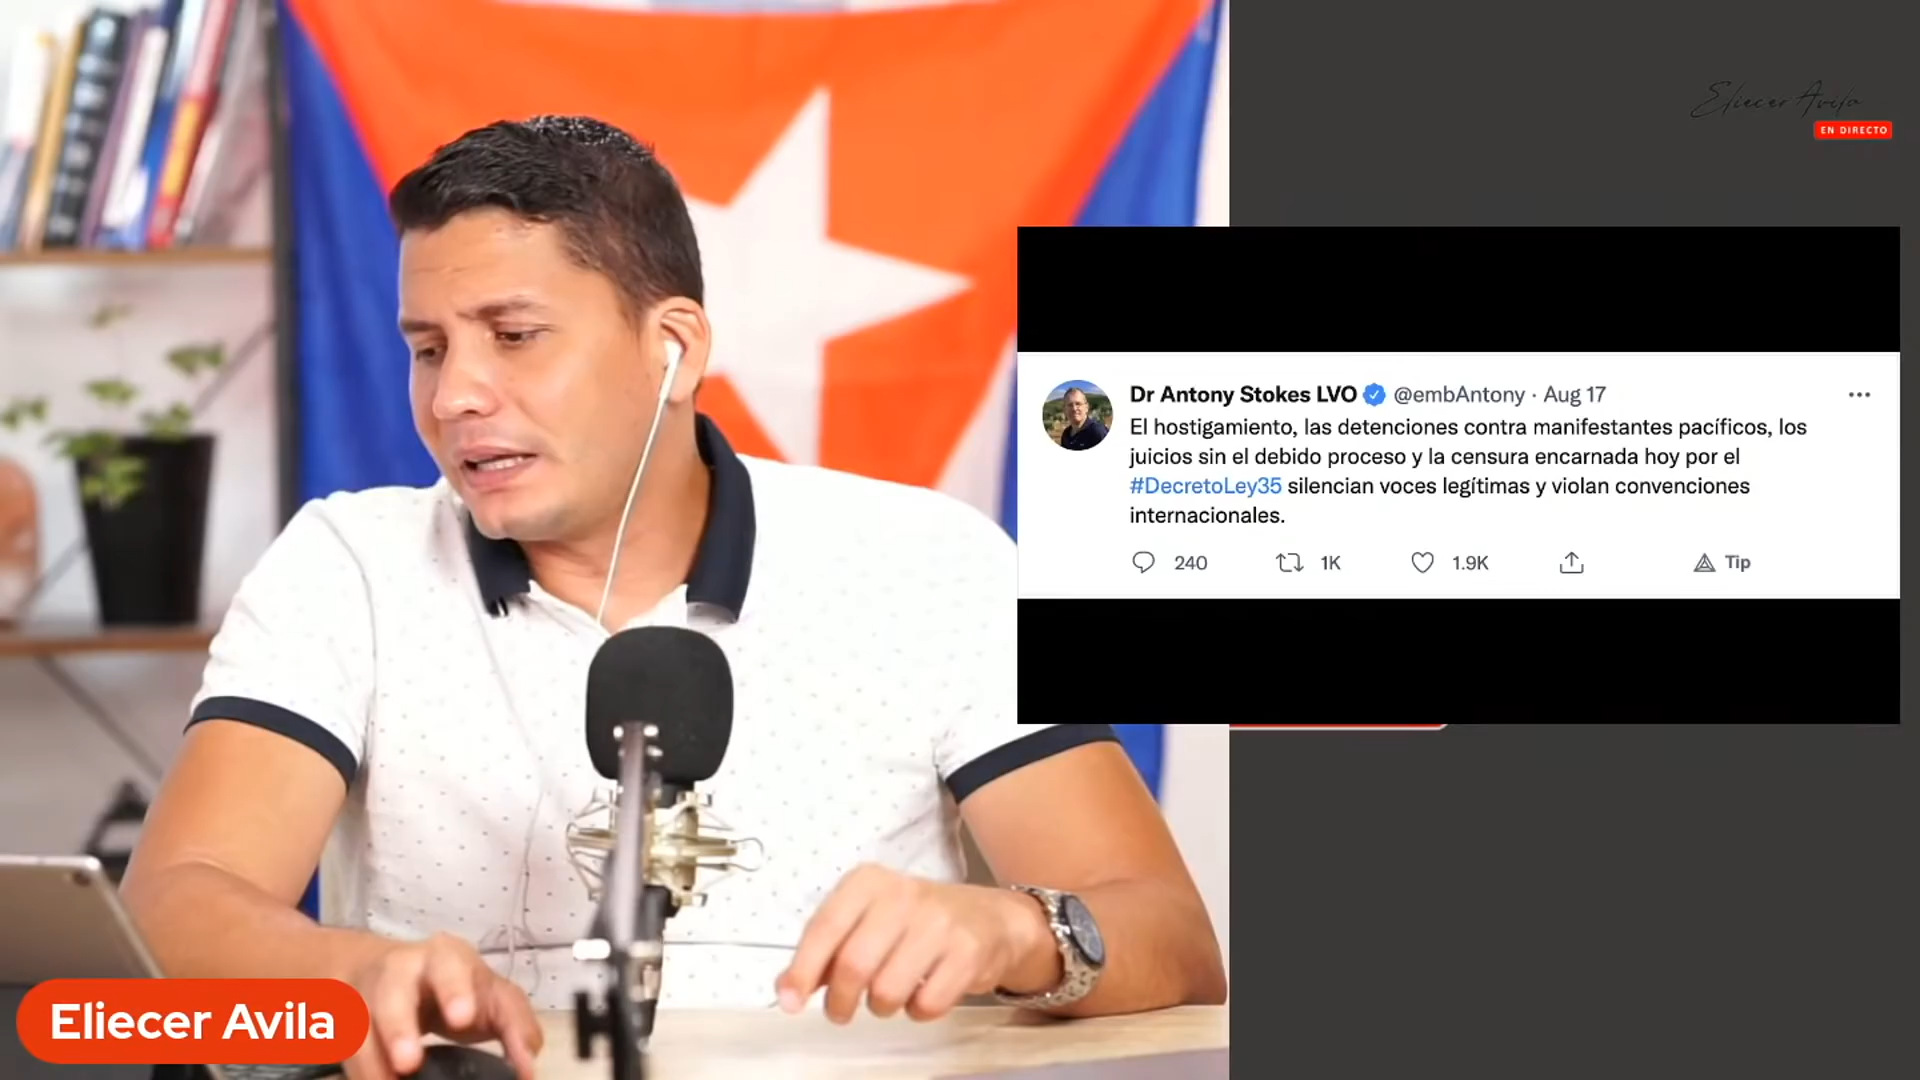 Eliecer Avila
EN DIRECTO
Dr Antony Stokes LVO @embAntony · Aug 17
El hostigamiento, las detenciones contra manifestantes pacíficos, los
juicios sin el debido proceso y la censura encarnada hoy por el
#DecretoLey35 silencian voces legítimas y violan convenciones
internacionales.
240 1K 1.9K Tip
Eliecer Avila